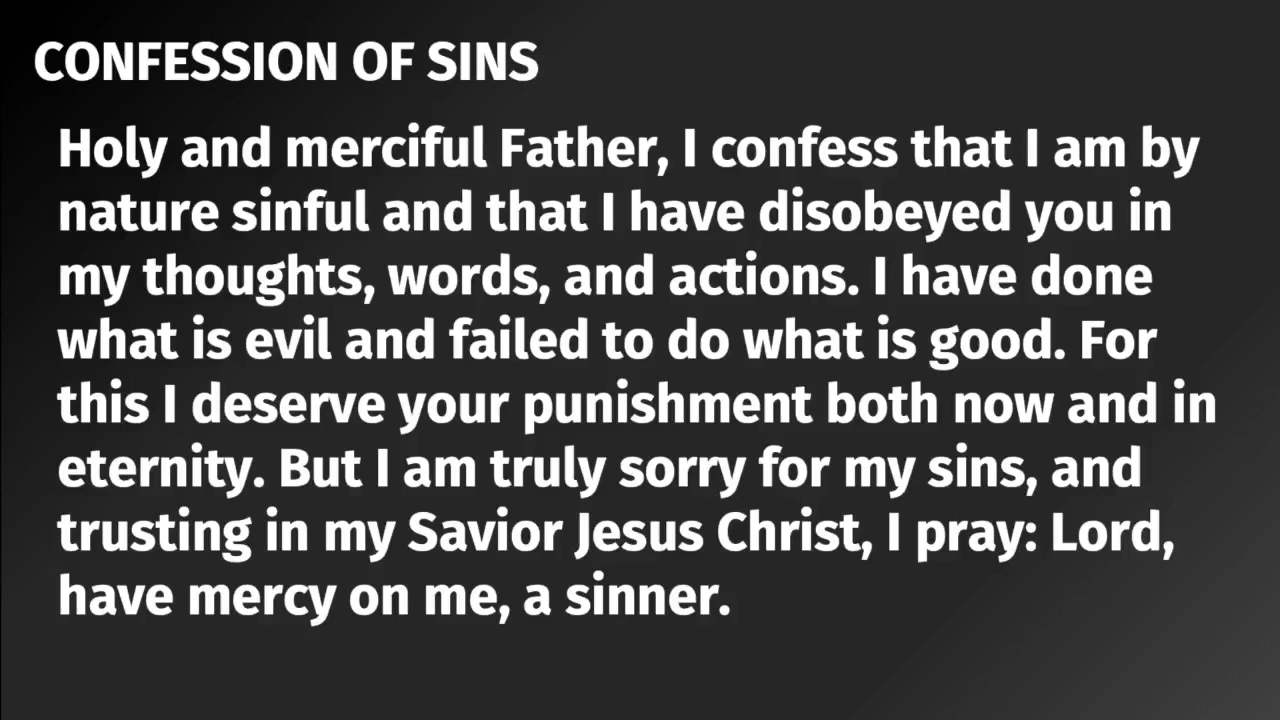 CONFESSION OF SINS
Holy and merciful Father, I confess that I am by
nature sinful and that I have disobeyed you in
my thoughts, words, and actions. I have done
what is evil and failed to do what is good. For
this I deserve your punishment both now and in
eternity. But I am truly sorry for my sins, and
trusting in my Savior Jesus Christ, I pray: Lord,
have mercy on me, a sinner.